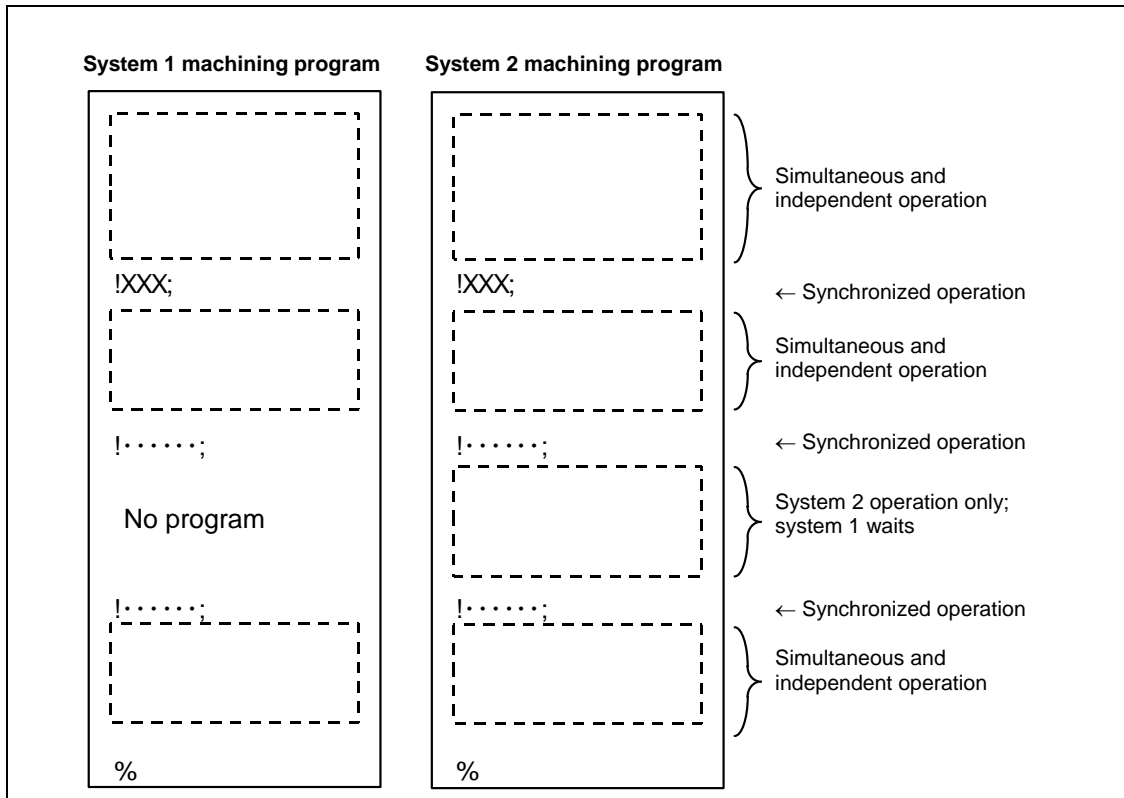 System 1 machining program
System 2 machining program
Simultaneous and
independent operation
!XXX;
!XXX;
← Synchronized operation
Simultaneous and
independent operation
!・・・・・・;
!・・・・・・;
← Synchronized operation
No program
System 2 operation only;
system 1 waits
!・・・・・・;
!・・・・・・;
← Synchronized operation
Simultaneous and
independent operation
%
%